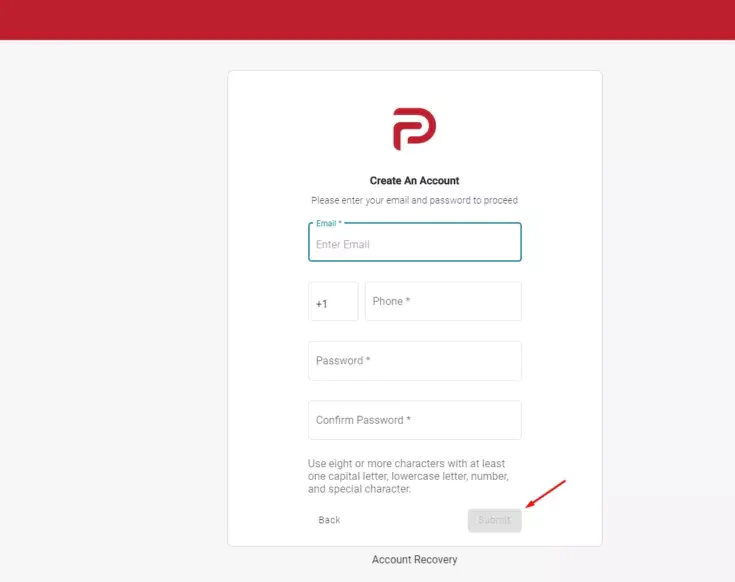 Create An Account
Please enter your email and password to proceed
Email *
Enter Email
+1
Phone *
Password *
Confirm Password *
Use eight or more characters with at least
one capital letter, lowercase letter, number,
and special character.
Back
Submit
Account Recovery